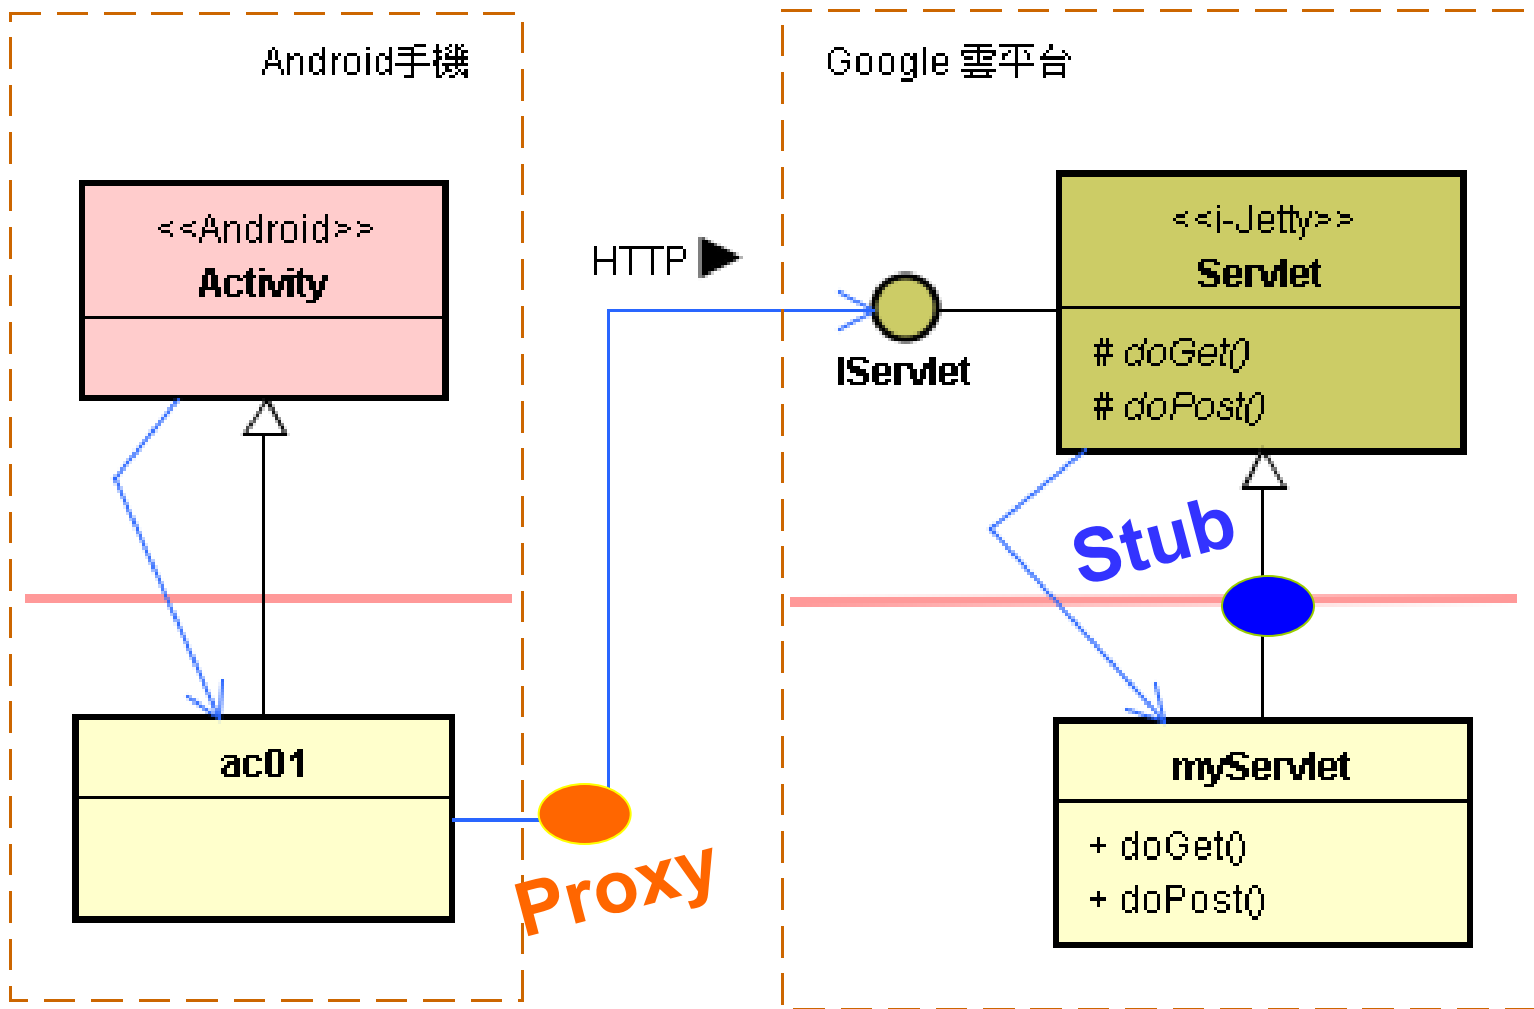 Android手機
Google 雲平台
<<Android>>
Activity
HTTP
<<i-Jetty>>
Servlet
# doGet()
# doPost()
IServlet
Stub
ac01
Proxy
myServlet
+ doGet()
+ doPost()